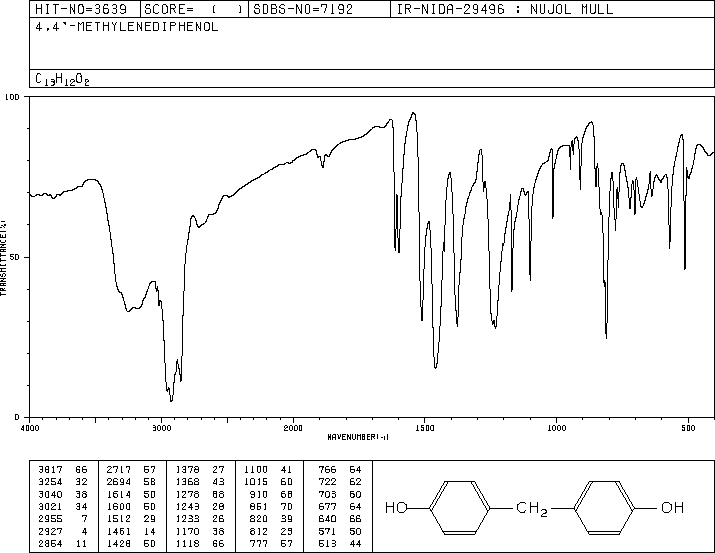 HIT-NO=3639 SCORE= ( ) SDBS-NO=7192 IR-NIDA-29496 : NUJOL MULL
4,4'-METHYLENEDIPHENOL
C13H12O2
100
50
0
TRANSMITTANCE(%)
4000 3000 2000 1500 1000 500
WAVENUMBER(-1)
3817 66 2717 57 1378 27 1100 41 766 64
3254 32 2694 58 1368 43 1015 60 722 62
3040 38 1614 50 1278 68 910 68 703 60
3021 34 1600 50 1243 28 851 70 677 64
2955 7 1512 29 1233 26 820 39 640 66
2927 4 1461 14 1170 38 812 23 571 50
2854 11 1428 50 1118 66 777 57 513 44
HO CH2 OH